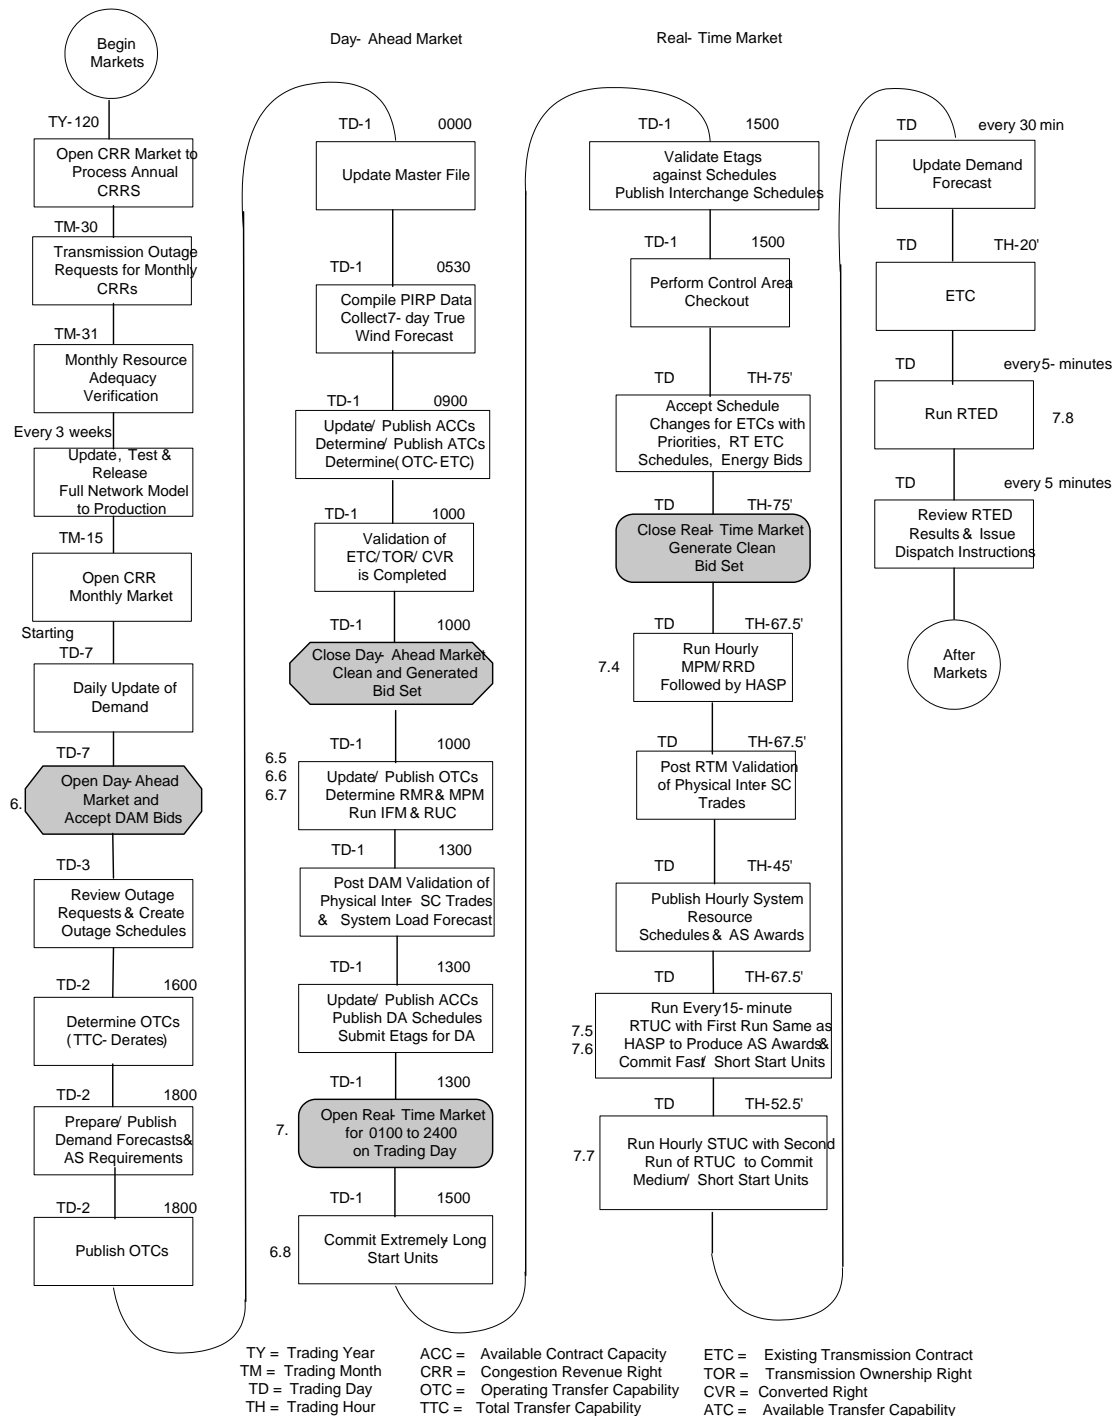 Begin
Markets
TY-120
Open CRR Market to
Process Annual
CRRS
TM-30
Transmission Outage
Requests for Monthly
CRRs
TM-31
Monthly Resource
Adequacy
Verification
Every 3 weeks
Update, Test &
Release
Full Network Model
to Production
TM-15
Open CRR
Monthly Market
Starting
TD-7
Daily Update of
Demand
TD-7
6.
Open Day-Ahead
Market and
Accept DAM Bids
TD-3
Review Outage
Requests & Create
Outage Schedules
TD-2 1600
Determine OTCs
(TTC-Derates)
TD-2 1800
Prepare/ Publish
Demand Forecasts&
AS Requirements
TD-2 1800
Publish OTCs
Day- Ahead Market
TD-1 0000
Update Master File
TD-1 0530
Compile PIRP Data
Collect7- day True
Wind Forecast
TD-1 0900
Update/ Publish ACCs
Determine/ Publish ATCs
Determine(OTC-ETC)
TD-1 1000
Validation of
ETC/TOR/ CVR
is Completed
TD-1 1000
Close Day- Ahead Market
Clean and Generated
Bid Set
TD-1 1000
6.5
6.6
6.7
Update/ Publish OTCs
Determine RMR& MPM
Run IFM & RUC
TD-1 1300
Post DAM Validation of
Physical Inter- SC Trades
& System Load Forecast
TD-1 1300
Update/ Publish ACCs
Publish DA Schedules
Submit Etags for DA
TD-1 1300
7.
Open Real- Time Market
for 0100 to 2400
on Trading Day
TD-1 1500
6.8
Commit Extremely- Long
Start Units
Real- Time Market
TD-1 1500
Validate Etags
against Schedules
Publish Interchange Schedules
TD-1 1500
Perform Control Area
Checkout
TD TH-75'
Accept Schedule
Changes for ETCs with
Priorities, RT ETC
Schedules, Energy Bids
TD TH-75'
Close Real- Time Market
Generate Clean
Bid Set
TD TH-67.5'
7.4
Run Hourly
MPM/RRD
Followed by HASP
TD TH-67.5'
Post RTM Validation
of Physical Inter- SC
Trades
TD TH-45'
Publish Hourly System
Resource
Schedules & AS Awards
TD TH-67.5'
7.5
7.6
Run Every15- minute
RTUC with First Run Same as
HASP to Produce AS Awards&
Commit Fast/ Short Start Units
TD TH-52.5'
7.7
Run Hourly STUC with Second
Run of RTUC to Commit
Medium/ Short Start Units
TD every 30 min
Update Demand
Forecast
TD TH-20'
ETC
TD every5- minutes
Run RTED
7.8
TD every 5 minutes
Review RTED
Results & Issue
Dispatch Instructions
After
Markets
TY = Trading Year
TM = Trading Month
TD = Trading Day
TH = Trading Hour
ACC = Available Contract Capacity
CRR = Congestion Revenue Right
OTC = Operating Transfer Capability
TTC = Total Transfer Capability
ETC = Existing Transmission Contract
TOR = Transmission Ownership Right
CVR = Converted Right
ATC = Available Transfer Capability